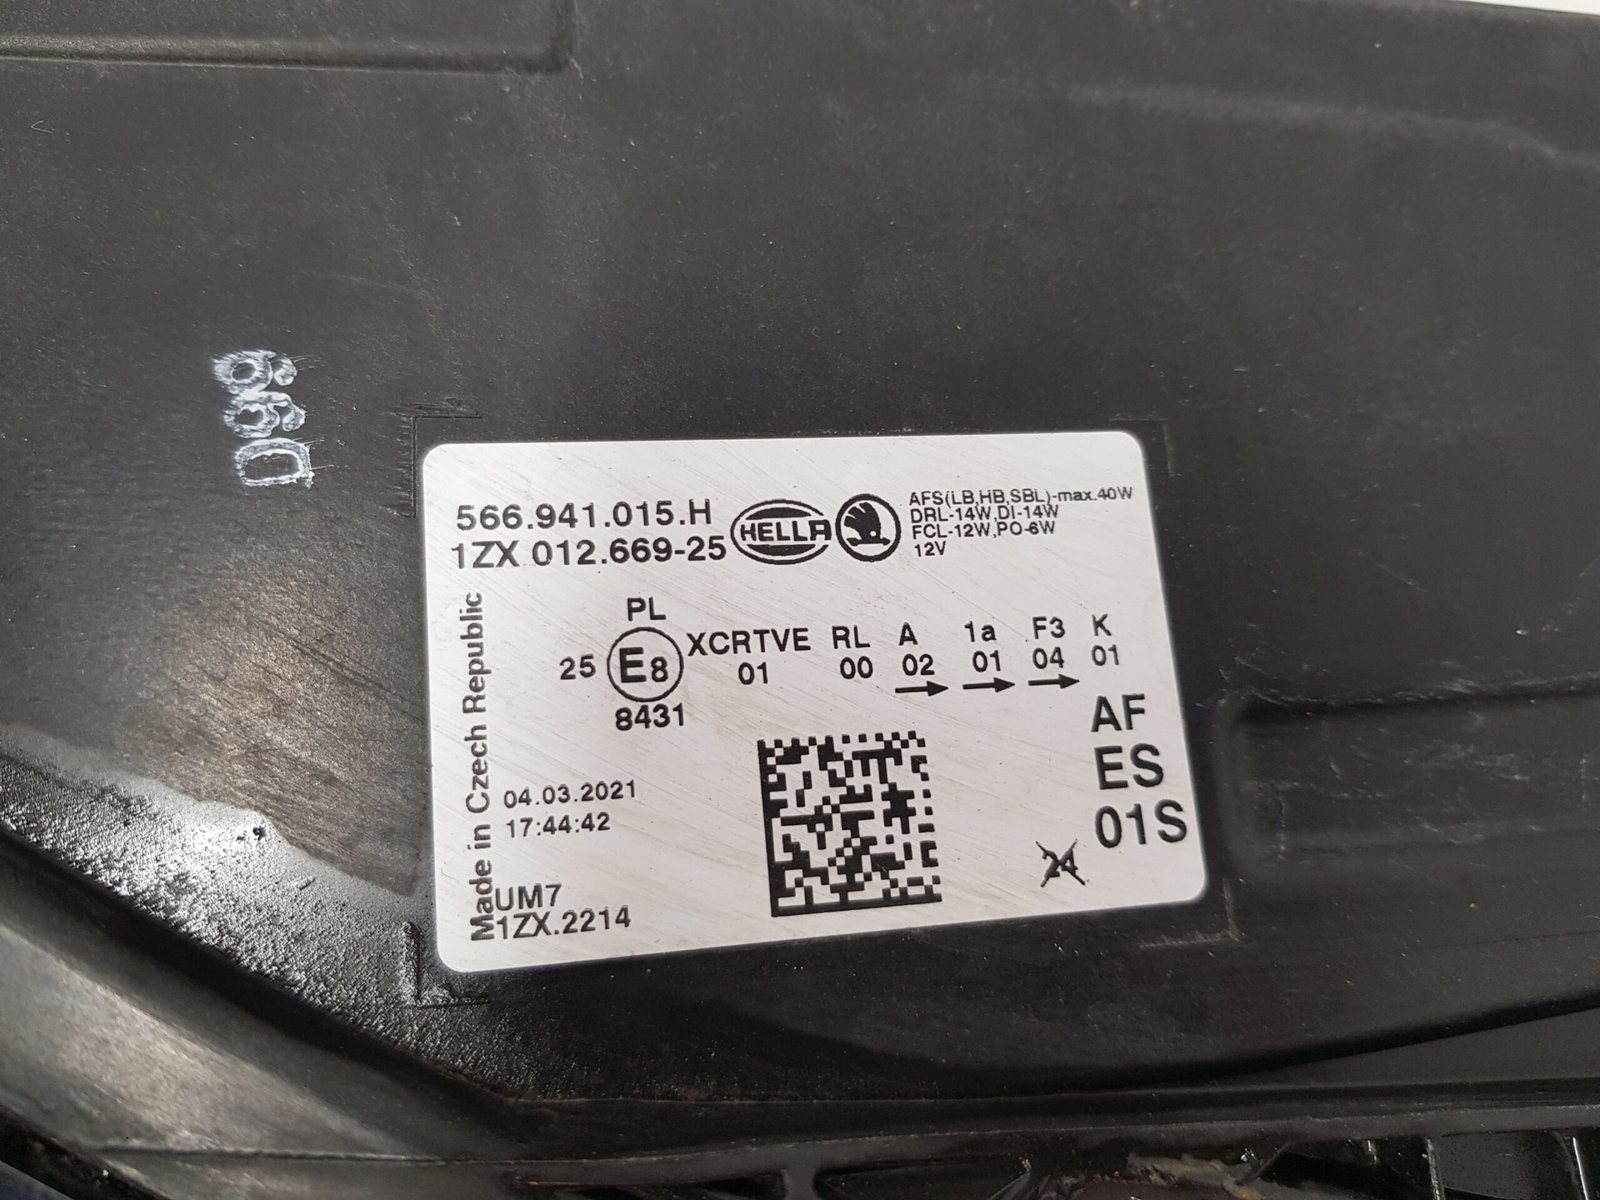 660
566.941.015.H
1ZX 012.669-25
HELLA
AFS(LB,HB,SBL)-max.40W
DRL-14W,DI-14W
FCL-12W,PO-6W
12V
PL
25 E8 XCRTVE RL A 1a F3 K
01 00 02 01 04 01
8431
AF
ES
01S
04.03.2021
17:44:42
24
UM7
1ZX.2214
Made in Czech Republic